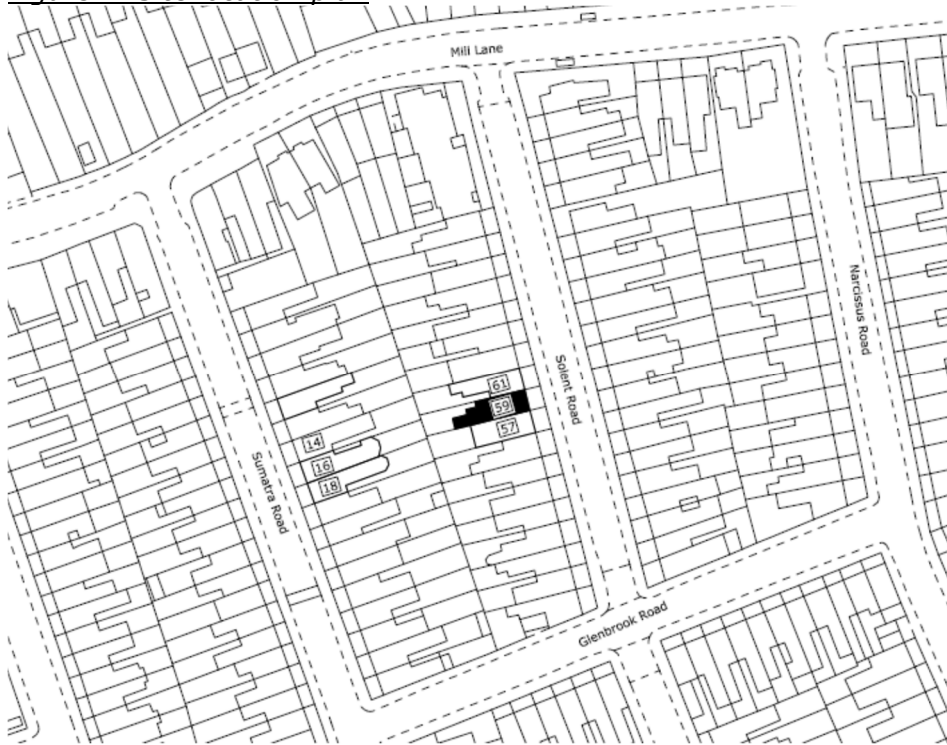 Mill Lane
Narcissus Road
Solent Road
61
59
57
14
16
18
Sumatra Road
Glenbrook Road